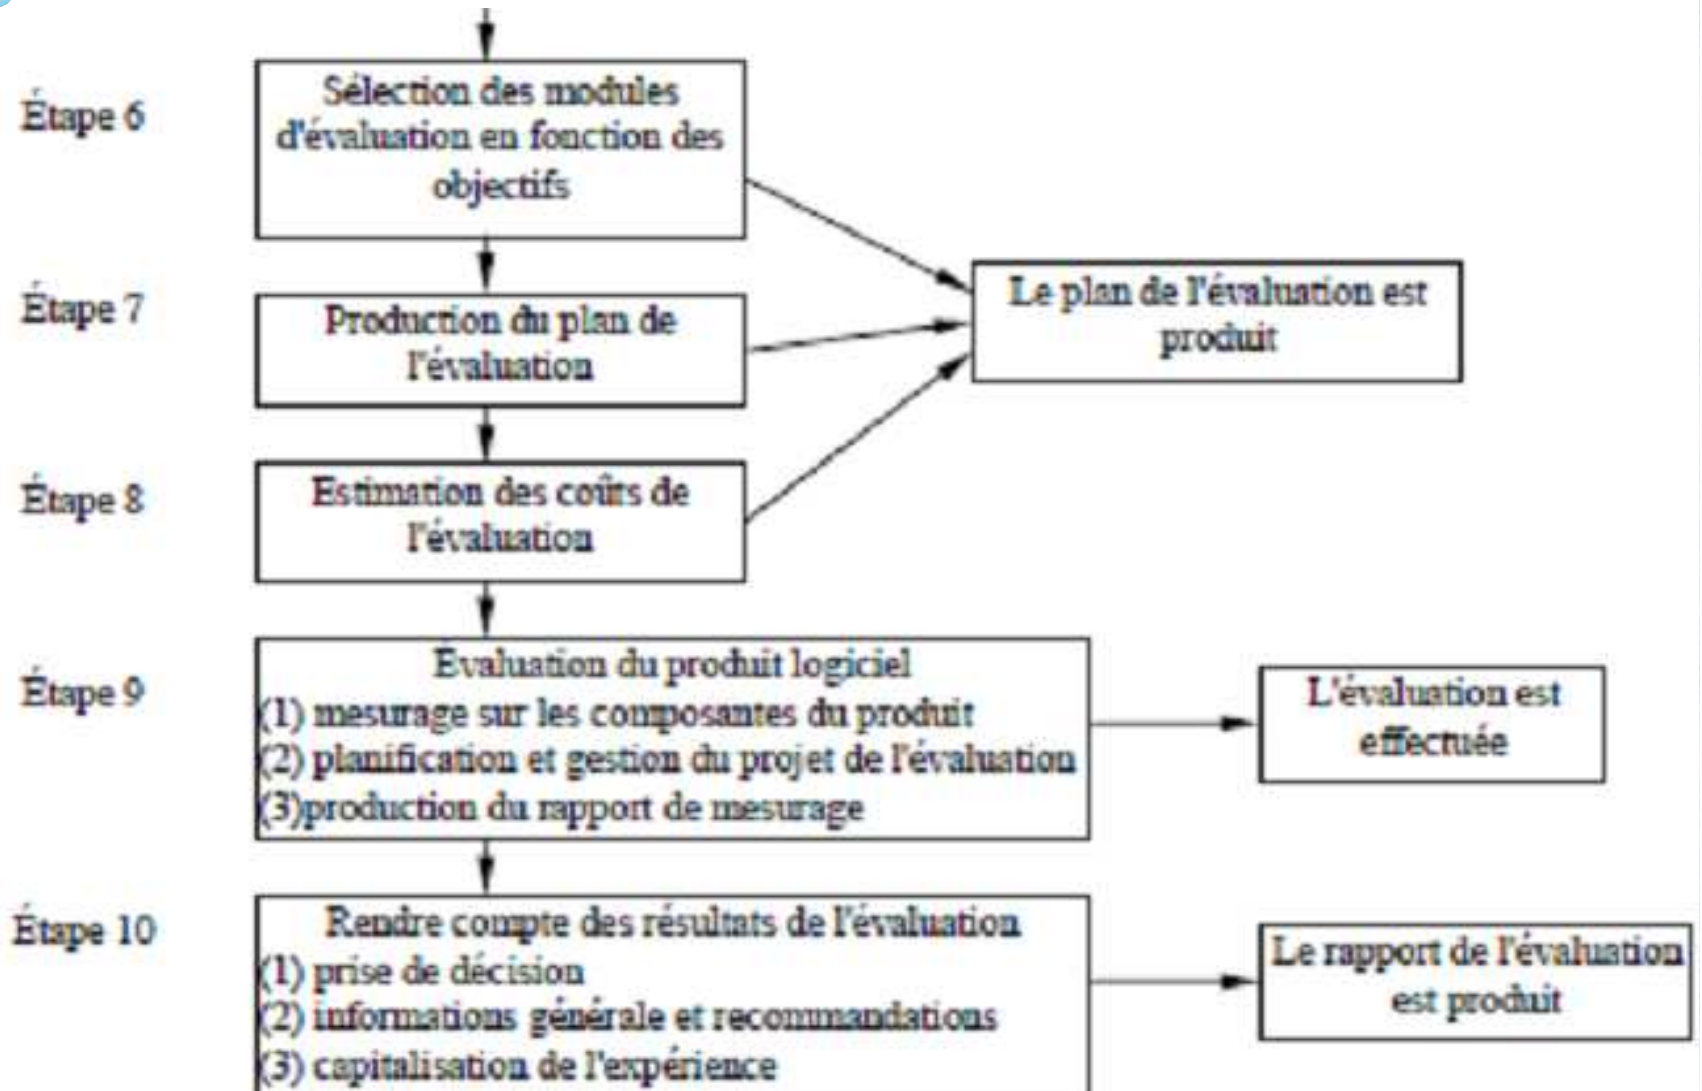 Étape 6
Sélection des modules
d'évaluation en fonction des
objectifs
Étape 7
Production du plan de
l'évaluation
Le plan de l'évaluation est
produit
Étape 8
Estimation des coûts de
l'évaluation
Étape 9
Évaluation du produit logiciel
(1) mesurage sur les composantes du produit
(2) planification et gestion du projet de l'évaluation
(3)production du rapport de mesurage
L'évaluation est
effectuée
Étape 10
Rendre compte des résultats de l'évaluation
(1) prise de décision
(2) informations générale et recommandations
(3) capitalisation de l'expérience
Le rapport de l'évaluation
est produit